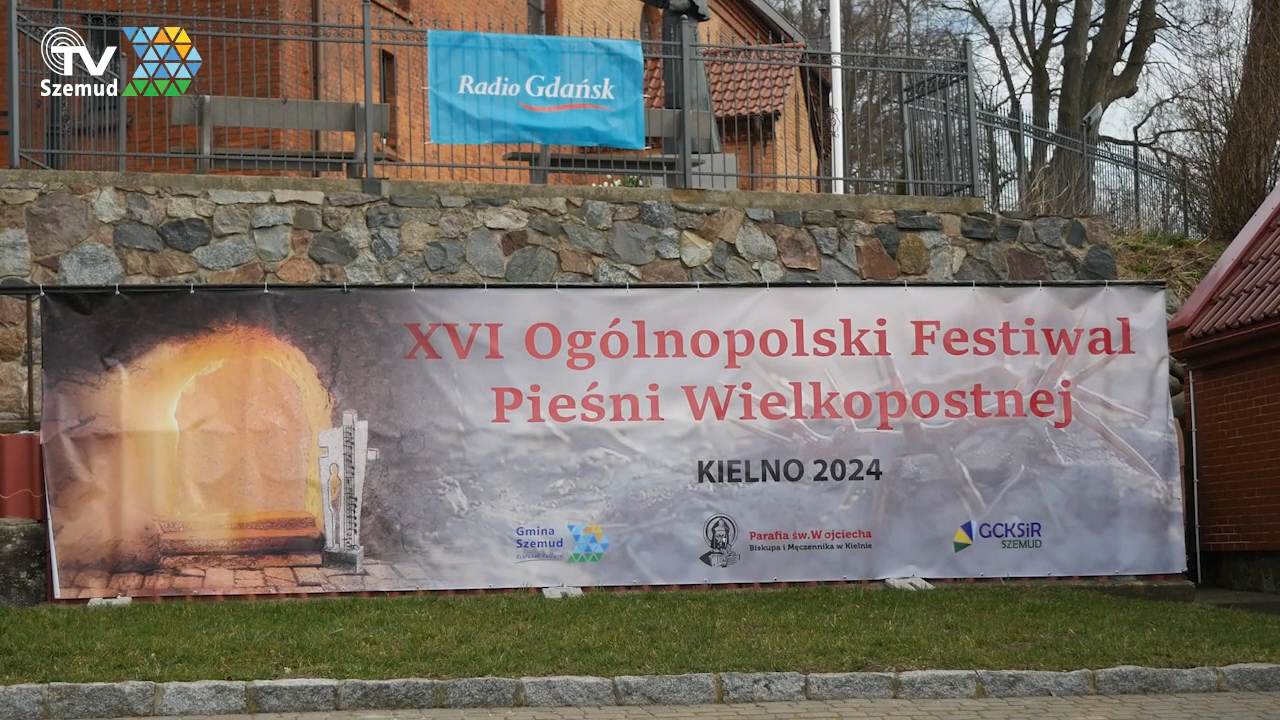 TV
Szemud
Radio Gdańsk
XVI Ogólnopolski Festiwal
Pieśni Wielkopostnej
KIELNO 2024
Gmina
Szemud
Parafia św. Wojciecha
Biskupa i Męczennika w Kielnie
GCKSiR
SZEMUD